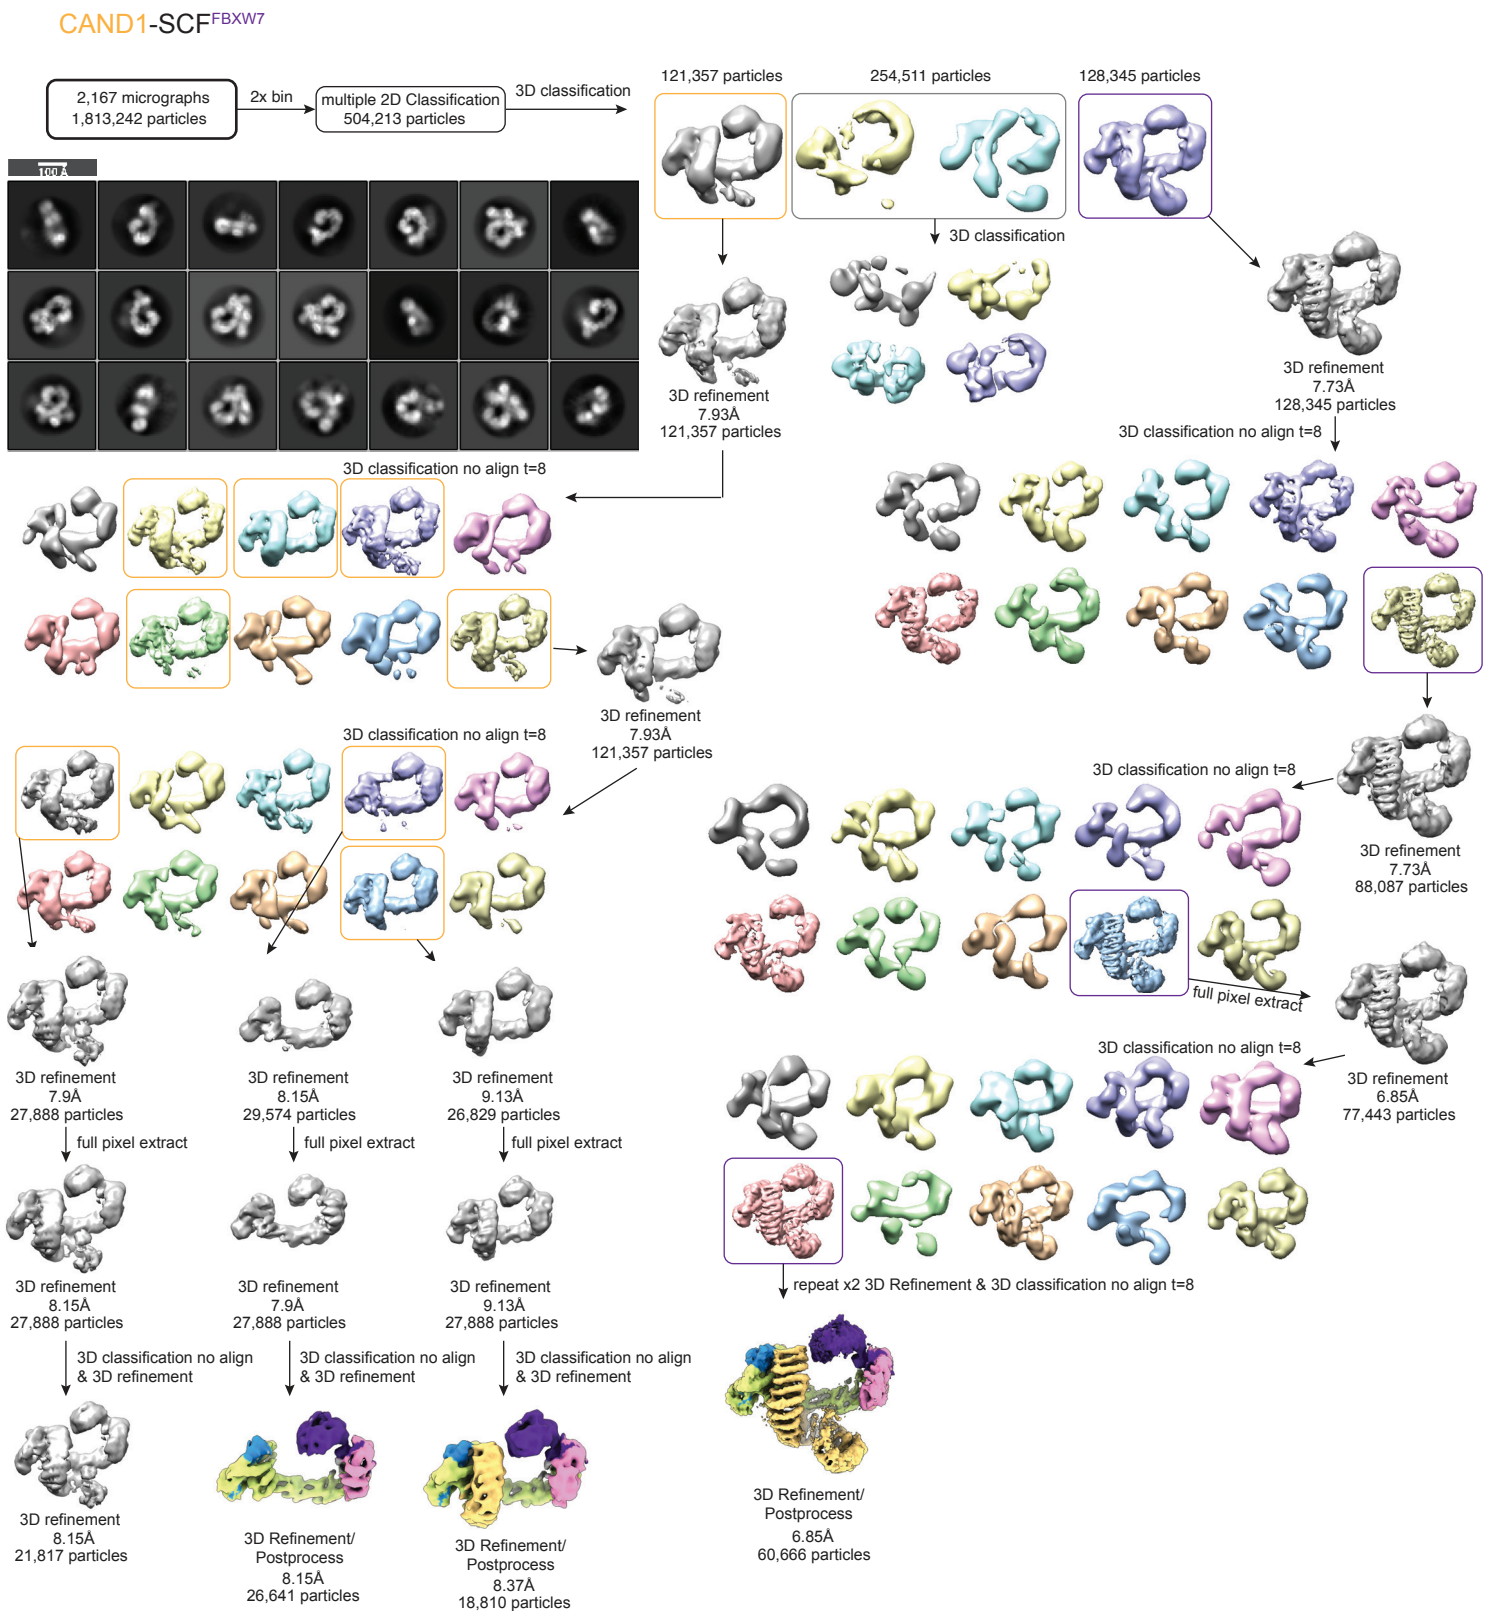 CAND1-SCFFBXW7
2,167 micrographs
1,813,242 particles
2x bin
multiple 2D Classification
504,213 particles
3D classification
121,357 particles
254,511 particles
128,345 particles
100 Å
3D classification
3D refinement
7.93Å
121,357 particles
3D refinement
7.73Å
128,345 particles
3D classification no align t=8
3D classification no align t=8
3D refinement
7.93Å
121,357 particles
3D classification no align t=8
3D classification no align t=8
3D refinement
7.73Å
88,087 particles
full pixel extract
3D classification no align t=8
3D refinement
6.85Å
77,443 particles
3D refinement
7.9Å
27,888 particles
3D refinement
8.15Å
29,574 particles
3D refinement
9.13Å
26,829 particles
full pixel extract
full pixel extract
full pixel extract
3D refinement
8.15Å
27,888 particles
3D refinement
7.9Å
27,888 particles
3D refinement
9.13Å
27,888 particles
repeat x2 3D Refinement & 3D classification no align t=8
3D classification no align
& 3D refinement
3D classification no align
& 3D refinement
3D classification no align
& 3D refinement
3D refinement
8.15Å
21,817 particles
3D Refinement/
Postprocess
8.15Å
26,641 particles
3D Refinement/
Postprocess
8.37Å
18,810 particles
3D Refinement/
Postprocess
6.85Å
60,666 particles